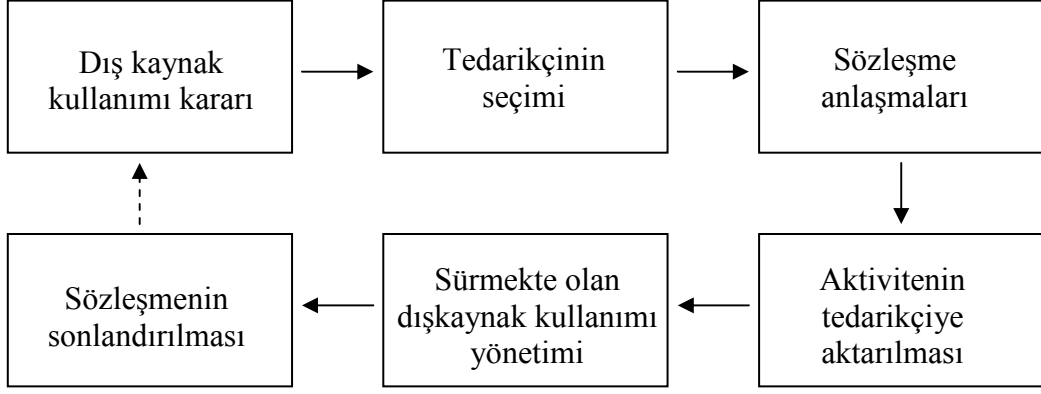 Dış kaynak
kullanımı kararı
Tedarikçinin
seçimi
Sözleşme
anlaşmaları
Aktivitenin
tedarikçiye
aktarılması
Sürmekte olan
dışkaynak kullanımı
yönetimi
Sözleşmenin
sonlandırılması